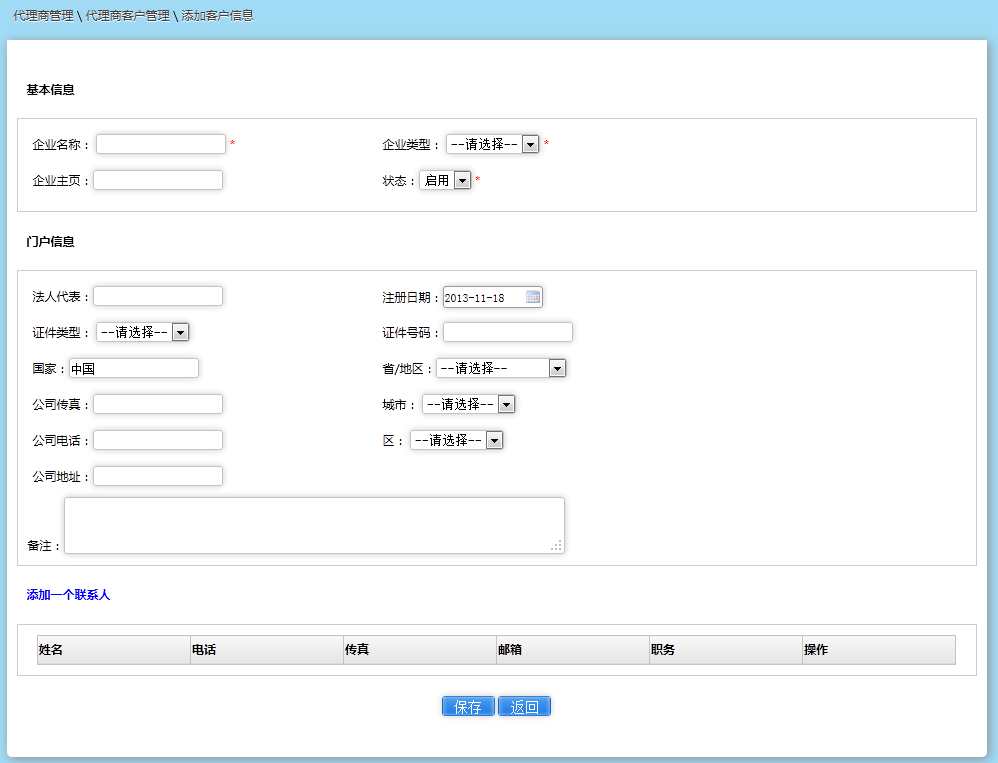 代理商管理 \ 代理商客户管理 \ 添加客户信息
基本信息
企业名称： * 企业类型： --请选择-- *
企业主页： 状态： 启用 *
门户信息
法人代表： 注册日期： 2013-11-18
证件类型： --请选择-- 证件号码：
国家： 中国 省/地区： --请选择--
公司传真： 城市： --请选择--
公司电话： 区： --请选择--
公司地址：
备注：
添加一个联系人
姓名 电话 传真 邮箱 职务 操作
保存 返回